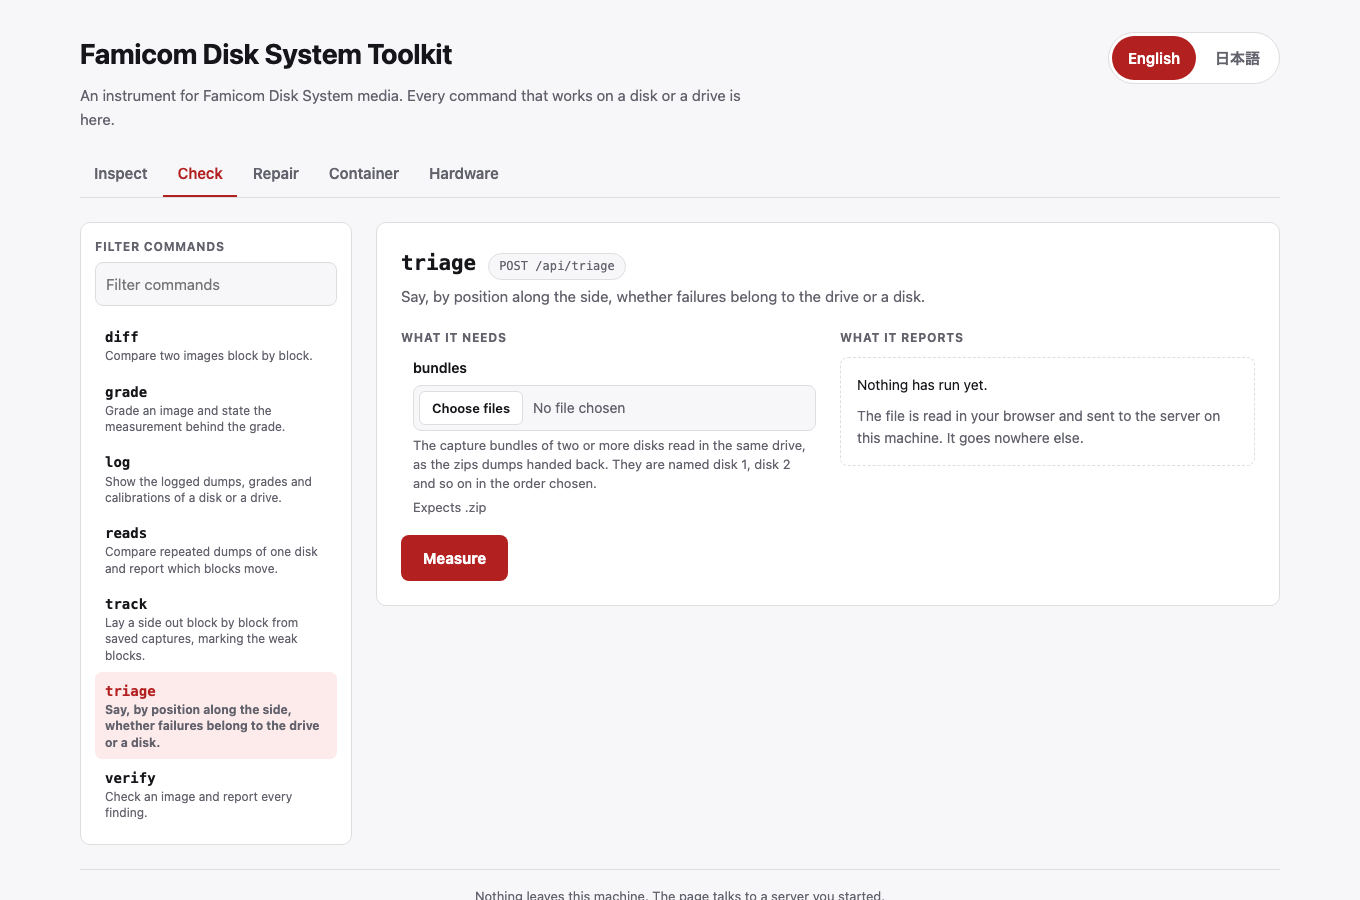 Famicom Disk System Toolkit
English
日本語
An instrument for Famicom Disk System media. Every command that works on a disk or a drive is
here.
Inspect
Check
Repair
Container
Hardware
FILTER COMMANDS
Filter commands
diff
Compare two images block by block.
grade
Grade an image and state the
measurement behind the grade.
log
Show the logged dumps, grades and
calibrations of a disk or a drive.
reads
Compare repeated dumps of one disk
and report which blocks move.
track
Lay a side out block by block from
saved captures, marking the weak
blocks.
triage
Say, by position along the side,
whether failures belong to the drive
or a disk.
verify
Check an image and report every
finding.
triage
POST /api/triage
Say, by position along the side, whether failures belong to the drive or a disk.
WHAT IT NEEDS
bundles
Choose files
No file chosen
The capture bundles of two or more disks read in the same drive,
as the zips dumps handed back. They are named disk 1, disk 2
and so on in the order chosen.
Expects .zip
Measure
WHAT IT REPORTS
Nothing has run yet.
The file is read in your browser and sent to the server on
this machine. It goes nowhere else.
Nothing leaves this machine. The page talks to a server you started.